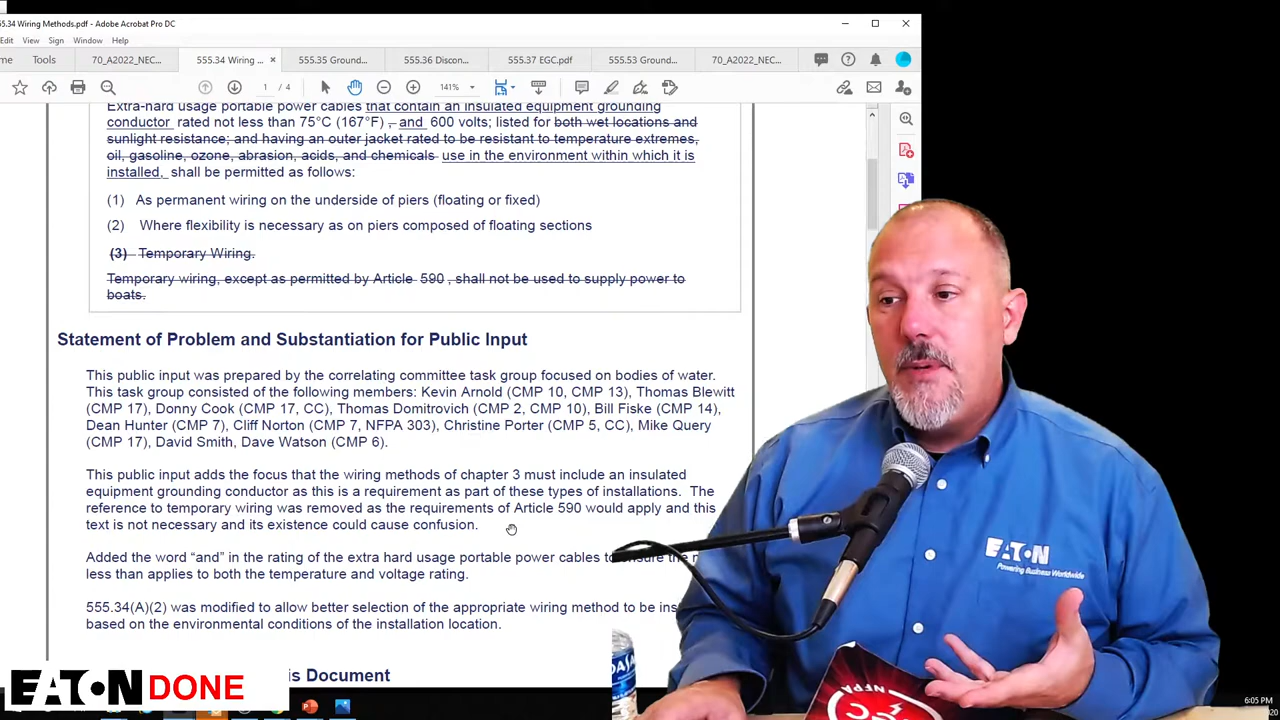 555.34 Wiring Methods.pdf - Adobe Acrobat Pro DC
Edit View Sign Window Help
Tools 70_A2022_NEC... 555.34 Wiring ... × 555.35 Ground... 555.36 Discon... 555.37 EGC.pdf 555.53 Ground... 70_A2022_NEC...
1 / 4 141%
Extra-hard usage portable power cables that contain an insulated equipment grounding
conductor rated not less than 75°C (167°F) , and 600 volts; listed for both wet locations and
sunlight resistance; and having an outer jacket rated to be resistant to temperature extremes,
oil, gasoline, ozone, abrasion, acids, and chemicals use in the environment within which it is
installed, shall be permitted as follows:
(1) As permanent wiring on the underside of piers (floating or fixed)
(2) Where flexibility is necessary as on piers composed of floating sections
(3) Temporary Wiring.
Temporary wiring, except as permitted by Article 590 , shall not be used to supply power to
boats.
Statement of Problem and Substantiation for Public Input
This public input was prepared by the correlating committee task group focused on bodies of water.
This task group consisted of the following members: Kevin Arnold (CMP 10, CMP 13), Thomas Blewitt
(CMP 17), Donny Cook (CMP 17, CC), Thomas Domitrovich (CMP 2, CMP 10), Bill Fiske (CMP 14),
Dean Hunter (CMP 7), Cliff Norton (CMP 7, NFPA 303), Christine Porter (CMP 5, CC), Mike Query
(CMP 17), David Smith, Dave Watson (CMP 6).
This public input adds the focus that the wiring methods of chapter 3 must include an insulated
equipment grounding conductor as this is a requirement as part of these types of installations. The
reference to temporary wiring was removed as the requirements of Article 590 would apply and this
text is not necessary and its existence could cause confusion.
Added the word “and” in the rating of the extra hard usage portable power cables to ensure the
less than applies to both the temperature and voltage rating.
555.34(A)(2) was modified to allow better selection of the appropriate wiring method to be
based on the environmental conditions of the installation location.
is Document
EATON
Powering Business Worldwide
NFPA
EATON DONE
6:05 PM